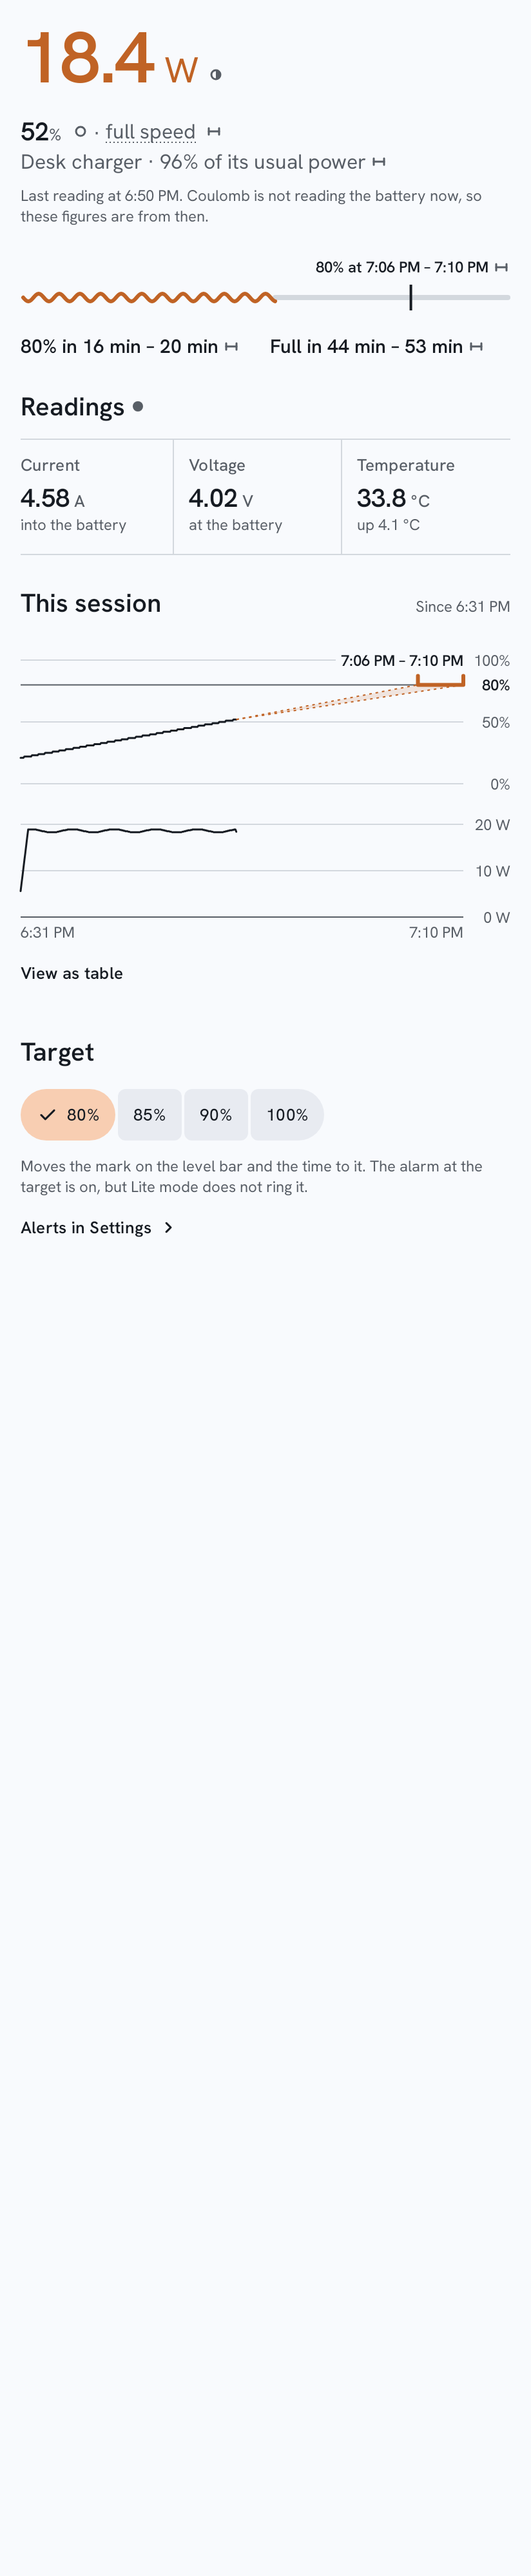 18.4 W
52% · full speed
Desk charger · 96% of its usual power
Last reading at 6:50 PM. Coulomb is not reading the battery now, so
these figures are from then.
80% at 7:06 PM – 7:10 PM
80% in 16 min – 20 min
Full in 44 min – 53 min
Readings
Current
4.58 A
into the battery
Voltage
4.02 V
at the battery
Temperature
33.8 °C
up 4.1 °C
This session
Since 6:31 PM
7:06 PM – 7:10 PM
100%
80%
50%
0%
20 W
10 W
0 W
6:31 PM
7:10 PM
View as table
Target
80%
85%
90%
100%
Moves the mark on the level bar and the time to it. The alarm at the
target is on, but Lite mode does not ring it.
Alerts in Settings